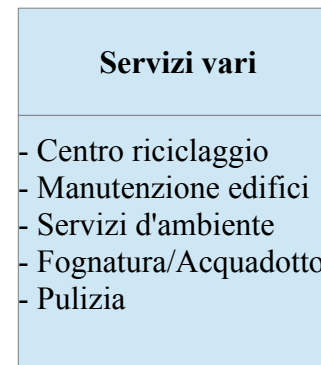 Servizi vari
- Centro riciclaggio
- Manutenzione edifici
- Servizi d'ambiente
- Fognatura/Acquadotto
- Pulizia